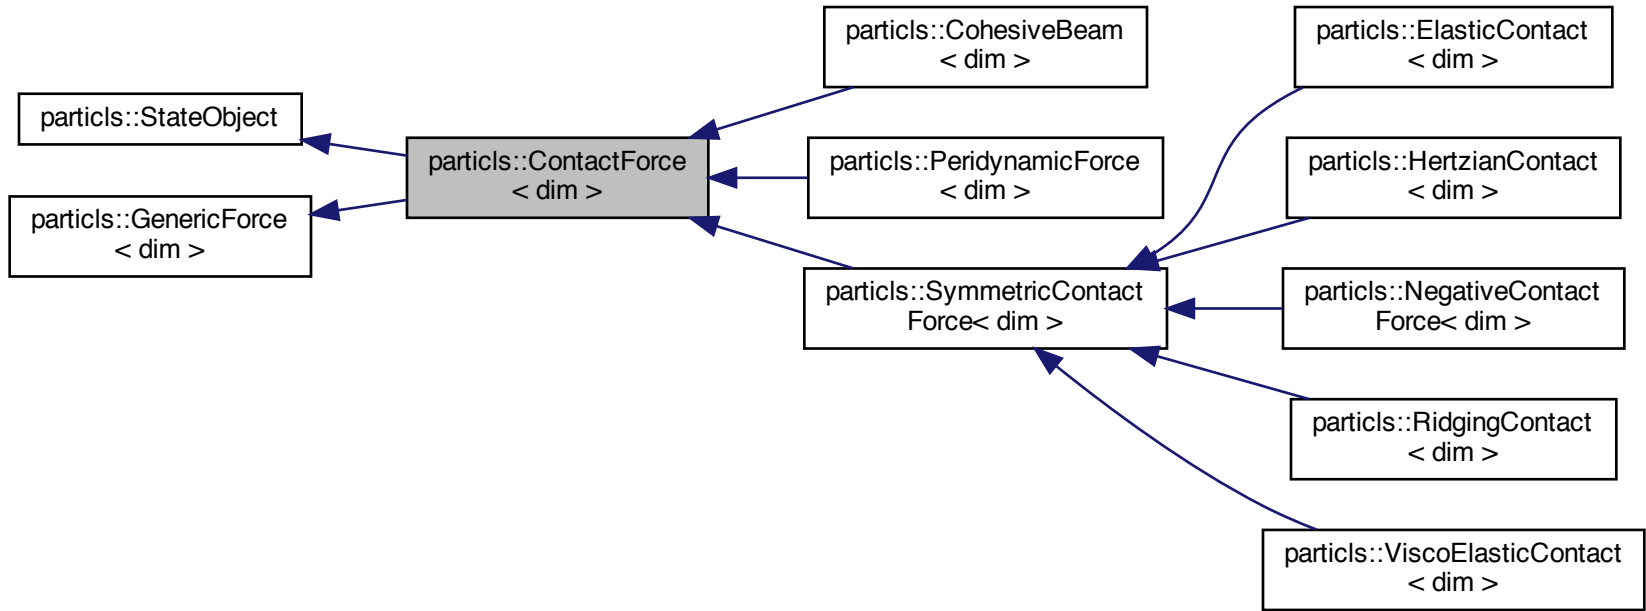 particls::StateObject
particls::GenericForce
< dim >
particls::ContactForce
< dim >
particls::CohesiveBeam
< dim >
particls::PeridynamicForce
< dim >
particls::SymmetricContact
Force< dim >
particls::ElasticContact
< dim >
particls::HertzianContact
< dim >
particls::NegativeContact
Force< dim >
particls::RidgingContact
< dim >
particls::ViscoElasticContact
< dim >